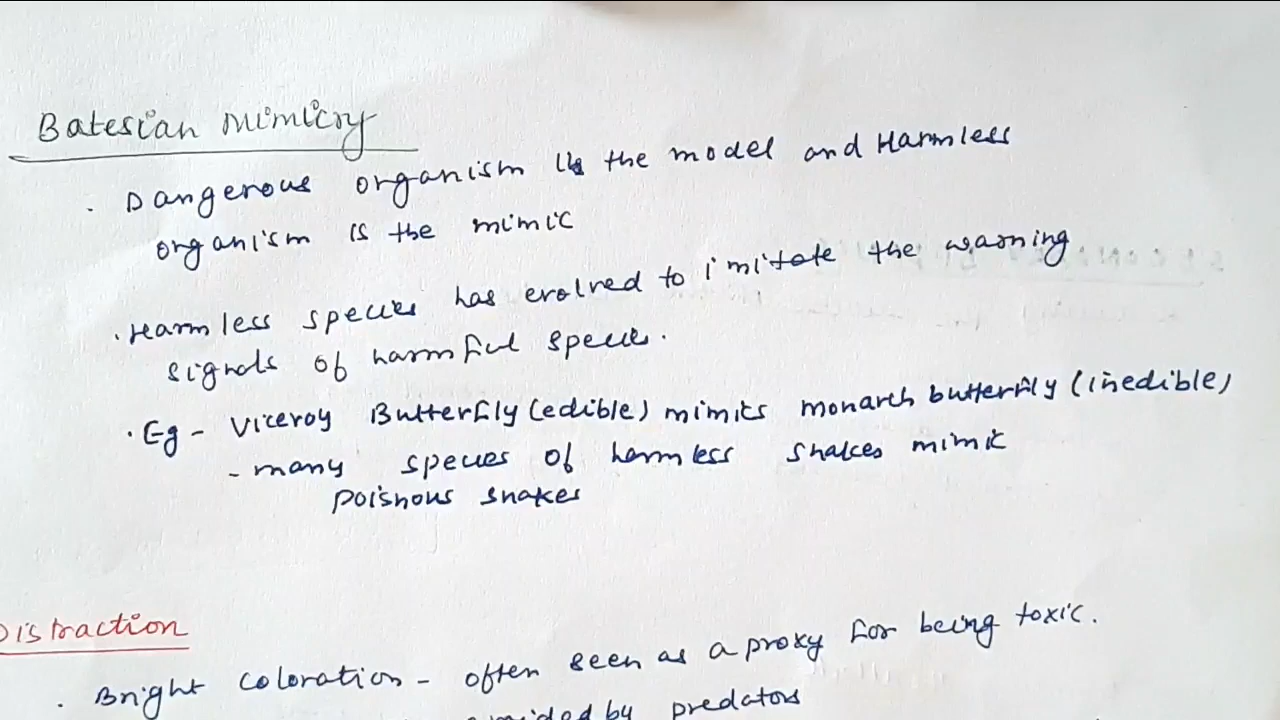 Batesian mimicry
. Dangerous organism is the model and Harmless
organism is the mimic
. Harmless species has evolved to imitate the warning
signals of harmful species.
. Eg - Viceroy Butterfly (edible) mimics monarch butterfly (inedible)
- many species of harmless snakes mimic
poisnous snakes
Distraction
. Bright coloration - often seen as a proxy for being toxic.
by predators